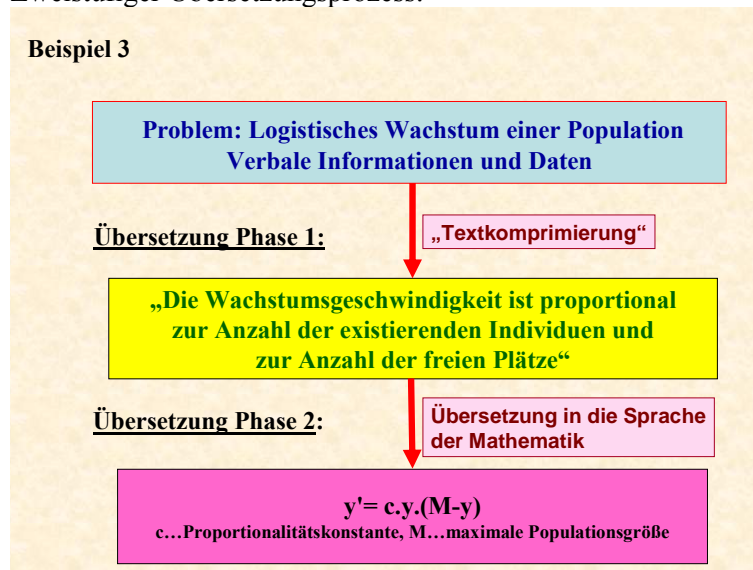 Zweistufiger Übersetzungsprozess:
Beispiel 3
Problem: Logistisches Wachstum einer Population
Verbale Informationen und Daten
Übersetzung Phase 1:
„Textkomprimierung“
„Die Wachstumsgeschwindigkeit ist proportional
zur Anzahl der existierenden Individuen und
zur Anzahl der freien Plätze“
Übersetzung Phase 2:
Übersetzung in die Sprache
der Mathematik
y'= c.y.(M-y)
c…Proportionalitätskonstante, M…maximale Populationsgröße